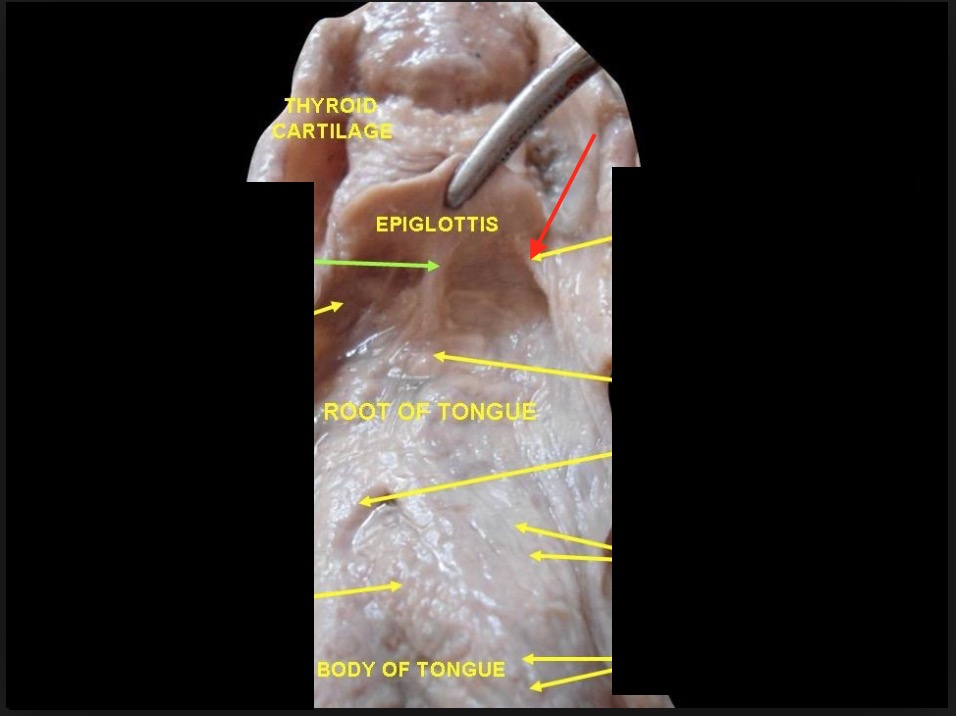 THYROID
CARTILAGE
EPIGLOTTIS
ROOT OF TONGUE
BODY OF TONGUE